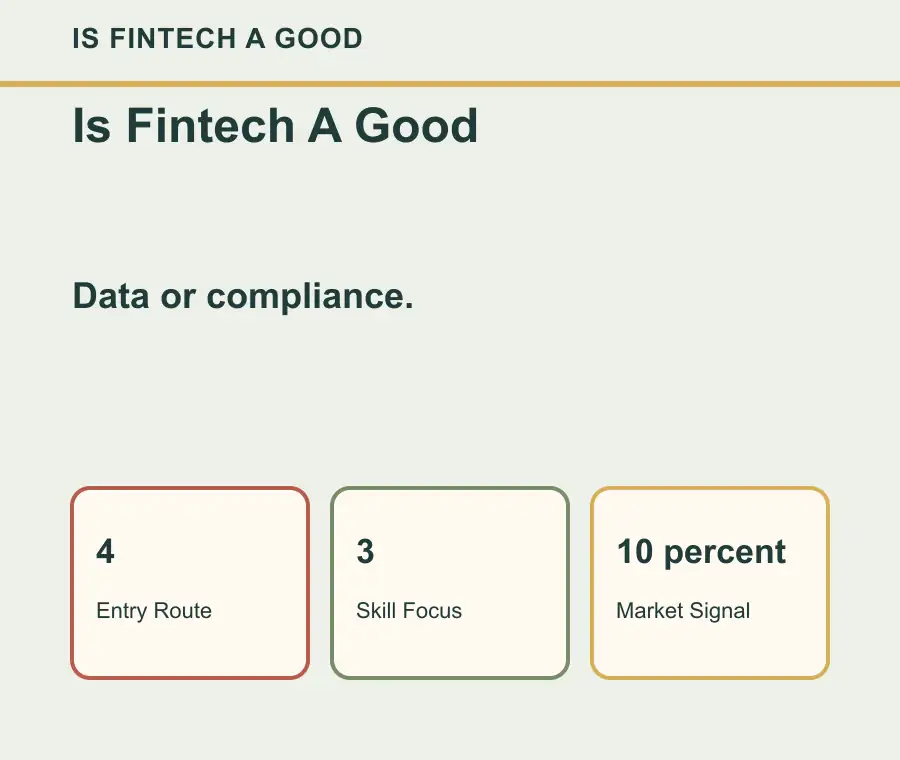 IS FINTECH A GOOD
Is Fintech A Good
Data or compliance.
4
Entry Route
3
Skill Focus
10 percent
Market Signal